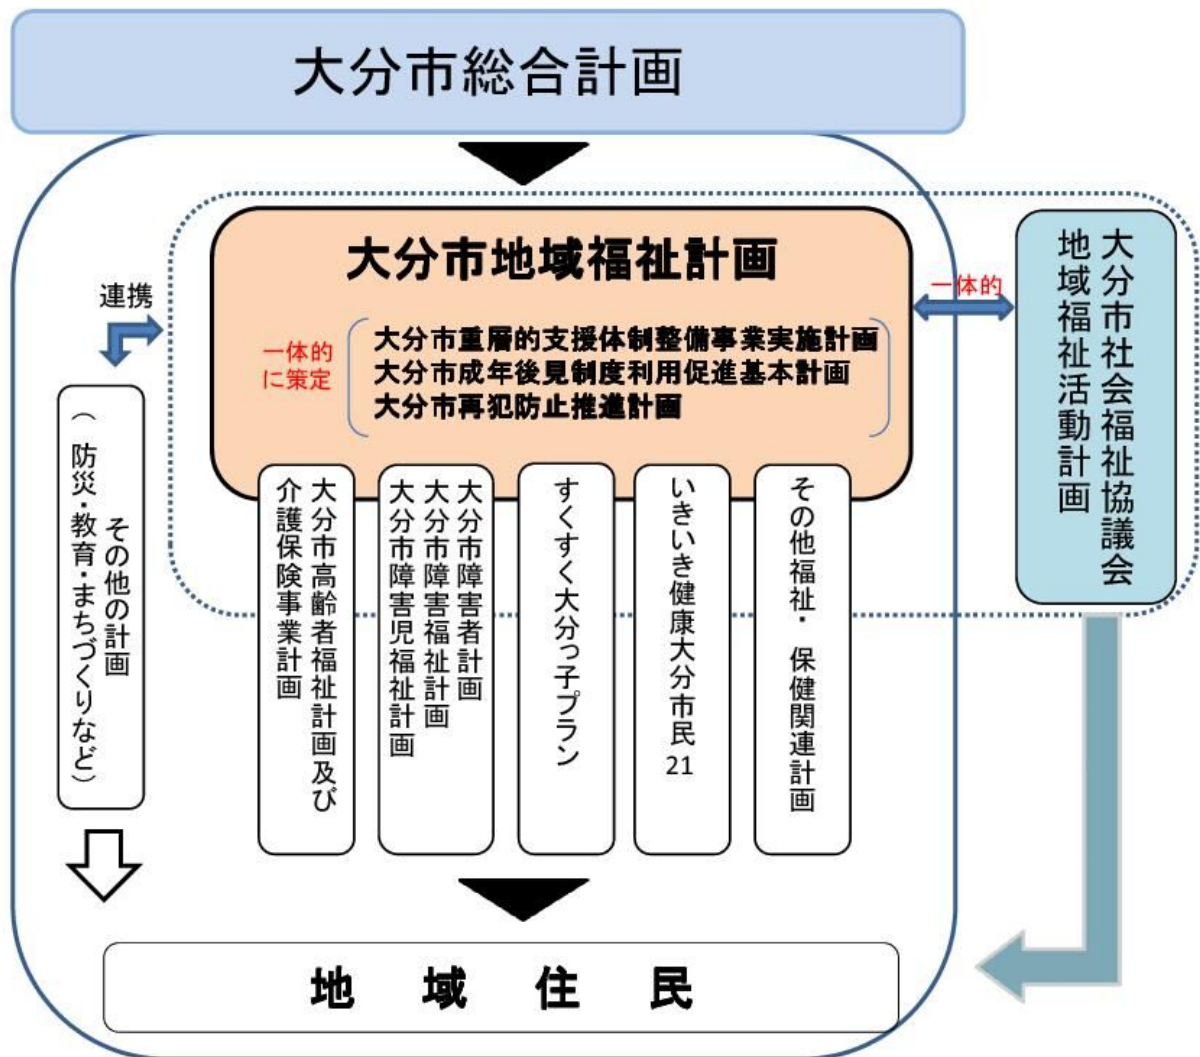 大分市総合計画
大分市地域福祉計画
一体的
に策定
大分市重層的支援体制整備事業実施計画
大分市成年後見制度利用促進基本計画
大分市再犯防止推進計画
連携
一体的
大分市社会福祉協議会
地域福祉活動計画
その他の計画
（防災・教育・まちづくりなど）
大分市高齢者福祉計画及び
介護保険事業計画
大分市障害者計画
大分市障害福祉計画
大分市障害児福祉計画
すくすく大分っ子プラン
いきいき健康大分市民21
その他福祉・保健関連計画
地域住民